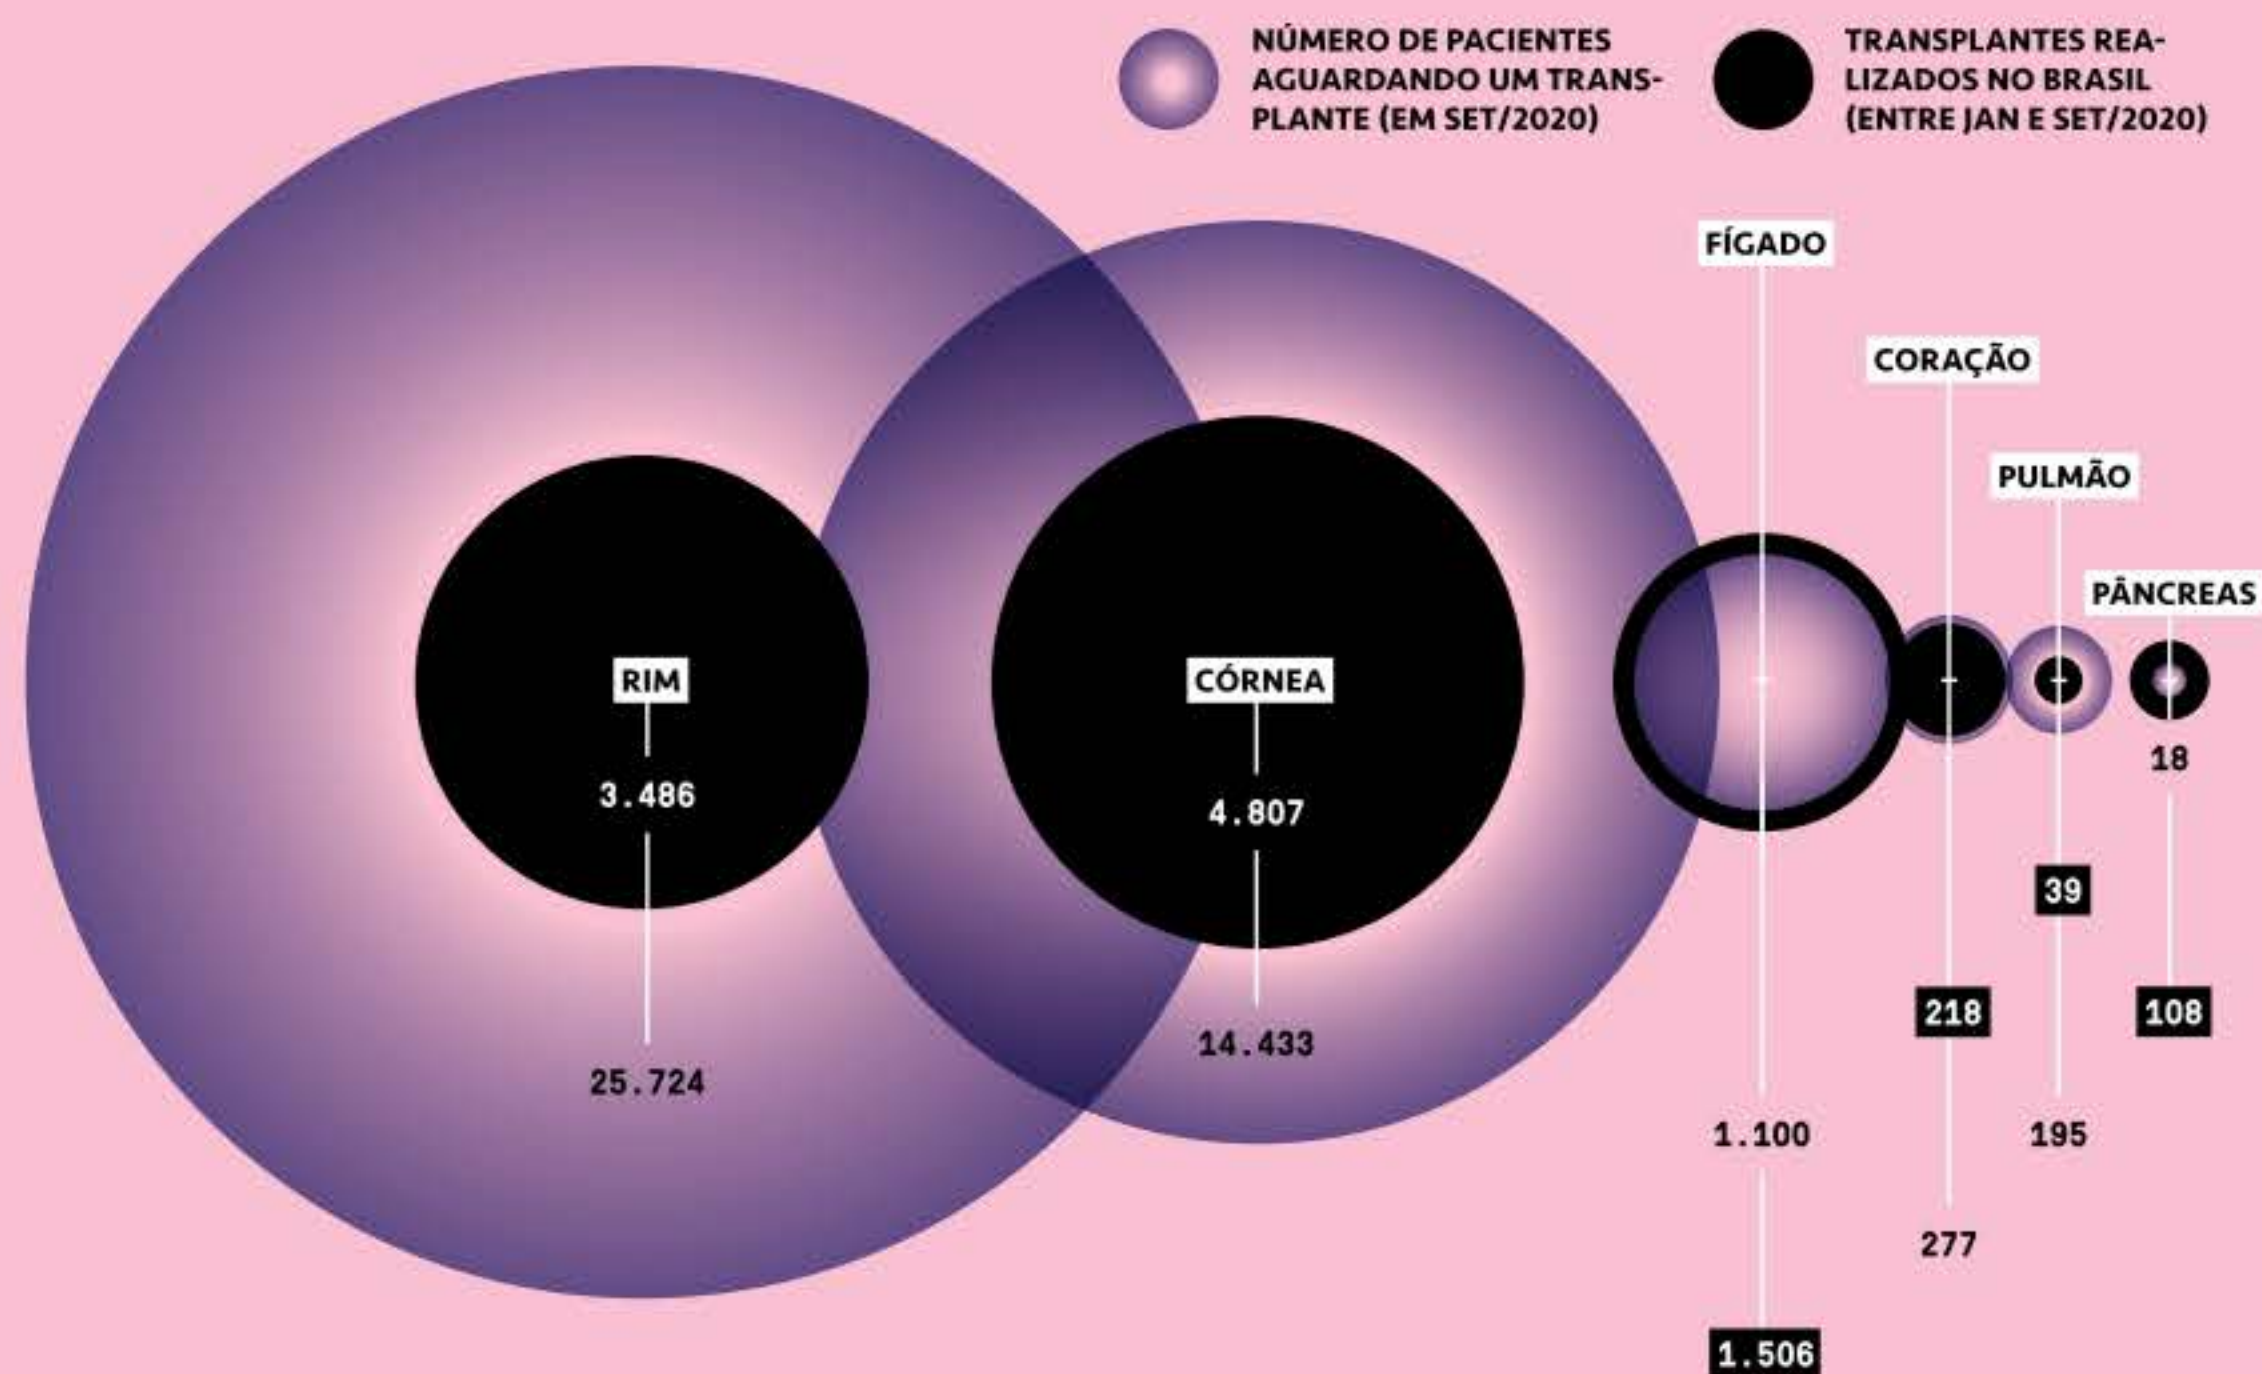 NÚMERO DE PACIENTES
AGUARDANDO UM TRANS-
PLANTE (EM SET/2020)
TRANSPLANTES REA-
LIZADOS NO BRASIL
(ENTRE JAN E SET/2020)
RIM
3.486
25.724
CÓRNEA
4.807
14.433
FÍGADO
1.100
1.506
CORAÇÃO
218
277
PULMÃO
39
195
PÂNCREAS
18
108